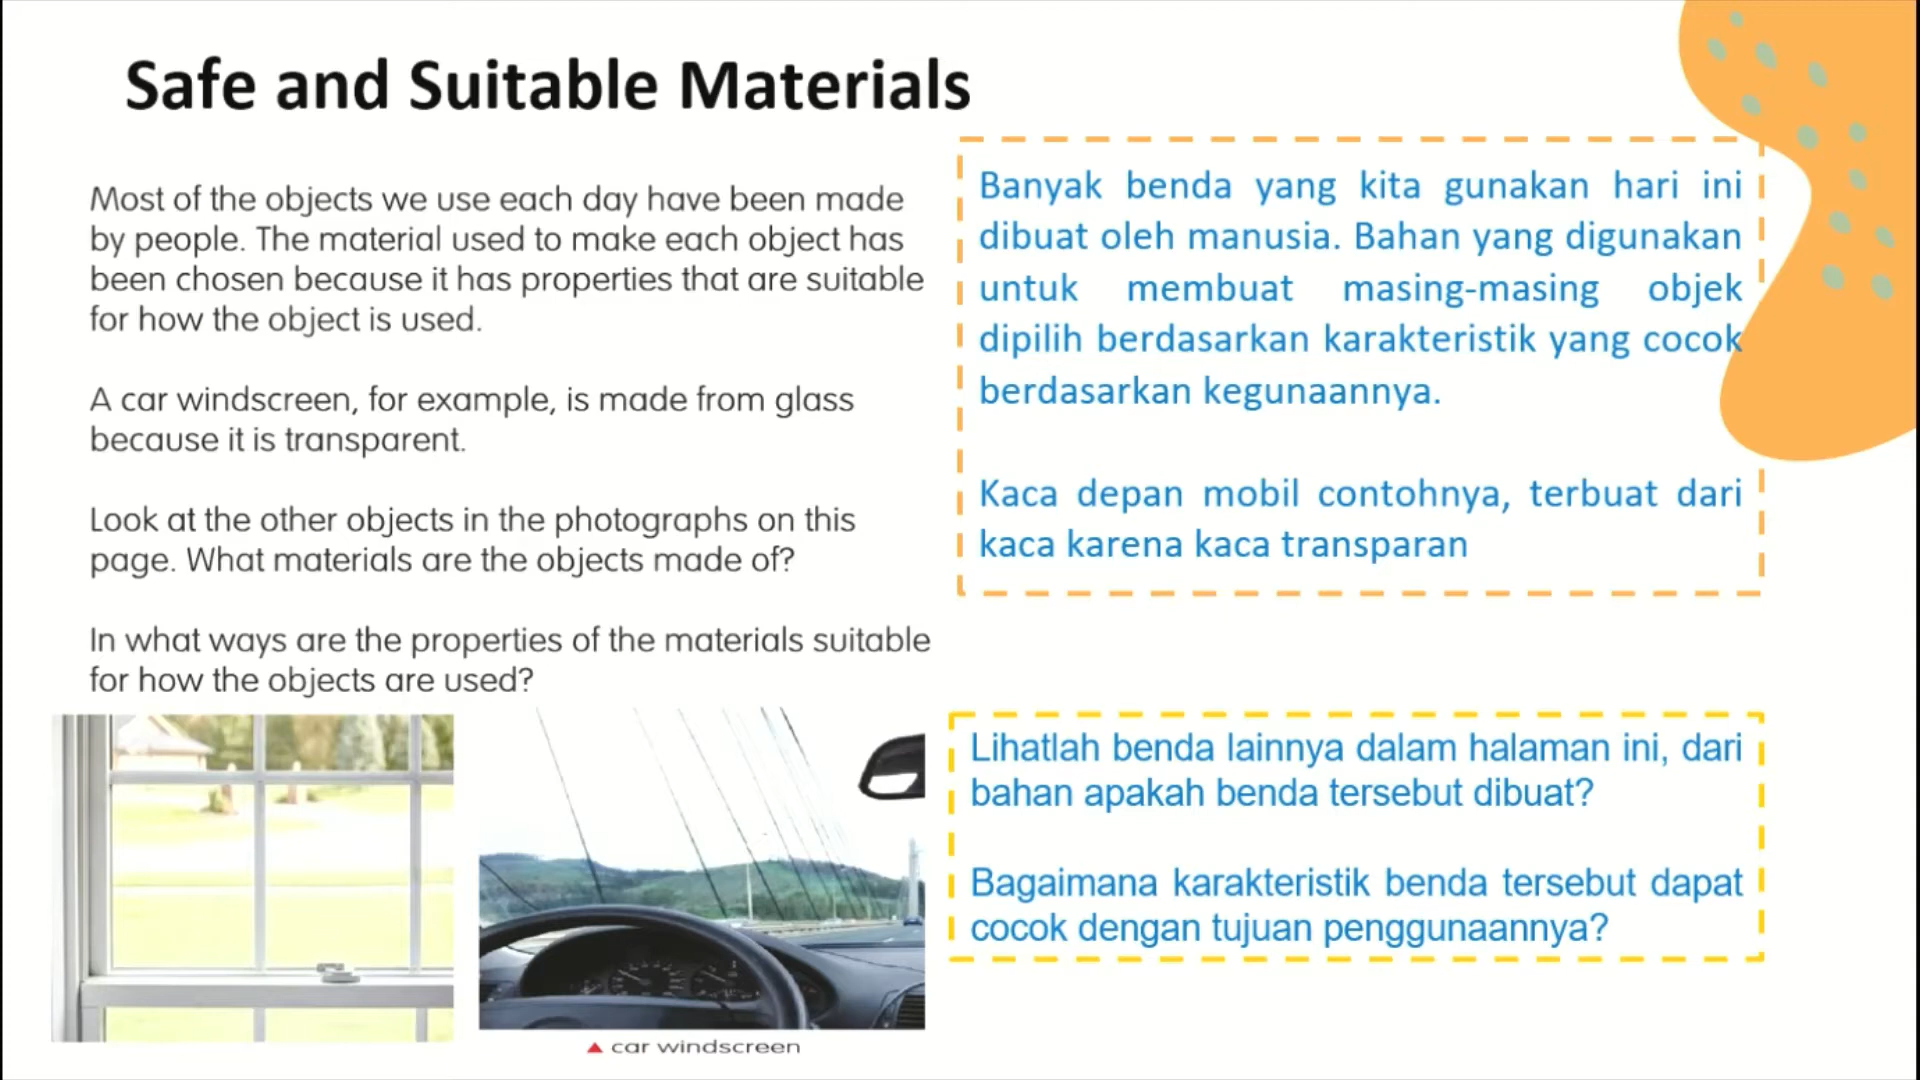 Safe and Suitable Materials
Most of the objects we use each day have been made
by people. The material used to make each object has
been chosen because it has properties that are suitable
for how the object is used.
A car windscreen, for example, is made from glass
because it is transparent.
Look at the other objects in the photographs on this
page. What materials are the objects made of?
In what ways are the properties of the materials suitable
for how the objects are used?
▲ car windscreen
Banyak benda yang kita gunakan hari ini
dibuat oleh manusia. Bahan yang digunakan
untuk membuat masing-masing objek
dipilih berdasarkan karakteristik yang cocok
berdasarkan kegunaannya.
Kaca depan mobil contohnya, terbuat dari
kaca karena kaca transparan
Lihatlah benda lainnya dalam halaman ini, dari
bahan apakah benda tersebut dibuat?
Bagaimana karakteristik benda tersebut dapat
cocok dengan tujuan penggunaannya?